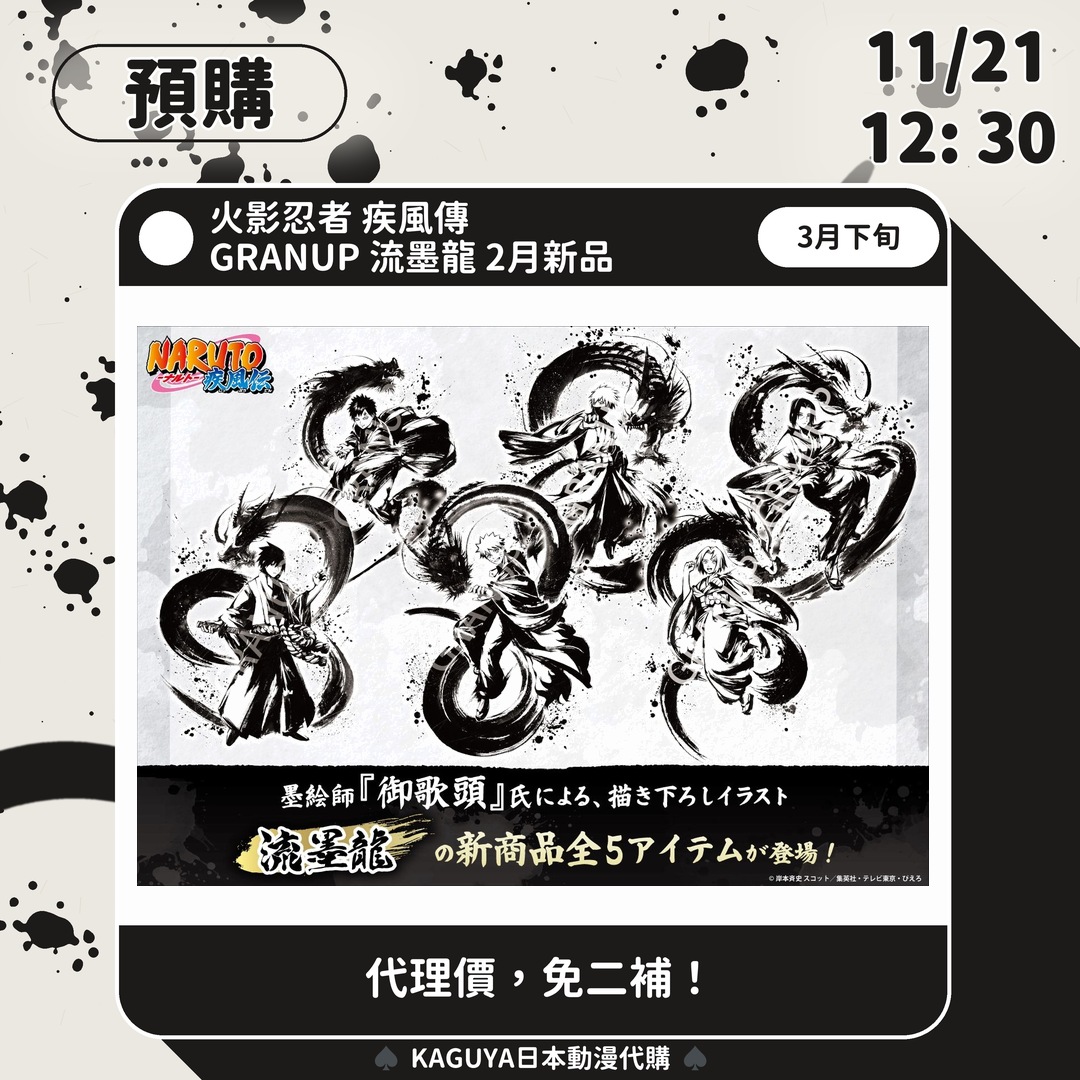 預購
11/21
12: 30
火影忍者 疾風傳
GRANUP 流墨龍 2月新品
3月下旬
NARUTO
-ナルト-
疾風伝
墨絵師『御歌頭』氏による、描き下ろしイラスト
流墨龍の新商品全5アイテムが登場！
© 岸本斉史 スコット／集英社・テレビ東京・ぴえろ
代理價，免二補！
♠ KAGUYA日本動漫代購 ♠